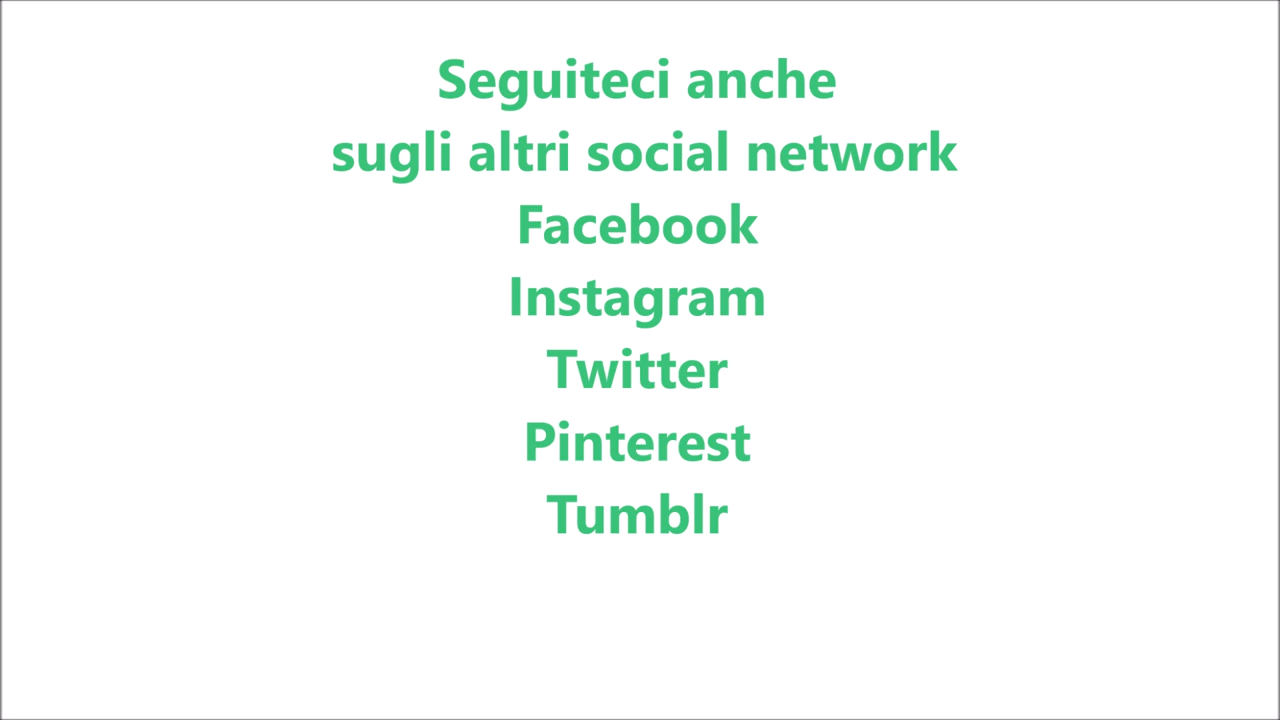 Seguiteci anche
sugli altri social network
Facebook
Instagram
Twitter
Pinterest
Tumblr